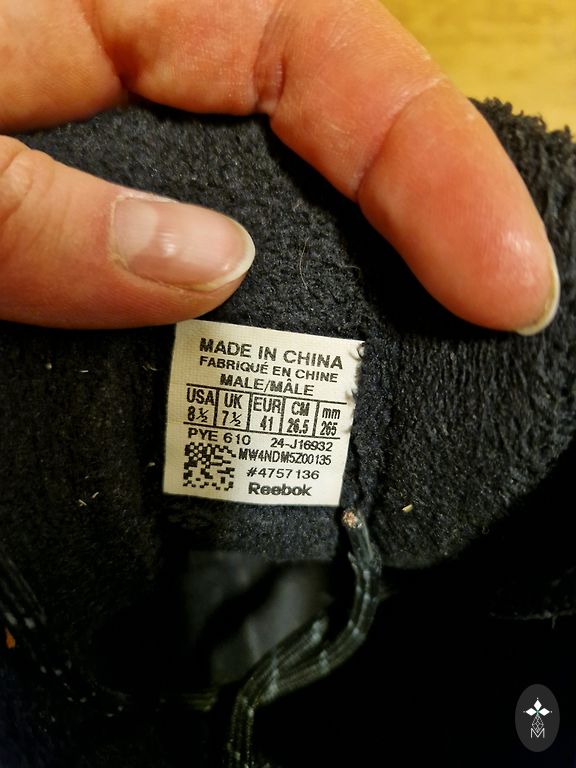 MADE IN CHINA
FABRIQUÉ EN CHINE
MALE/MÂLE
USA UK EUR CM mm
8½ 7½ 41 26.5 265
PYE 610 24-J16932
MW4NDM5Z00135
#4757136
Reebok
M